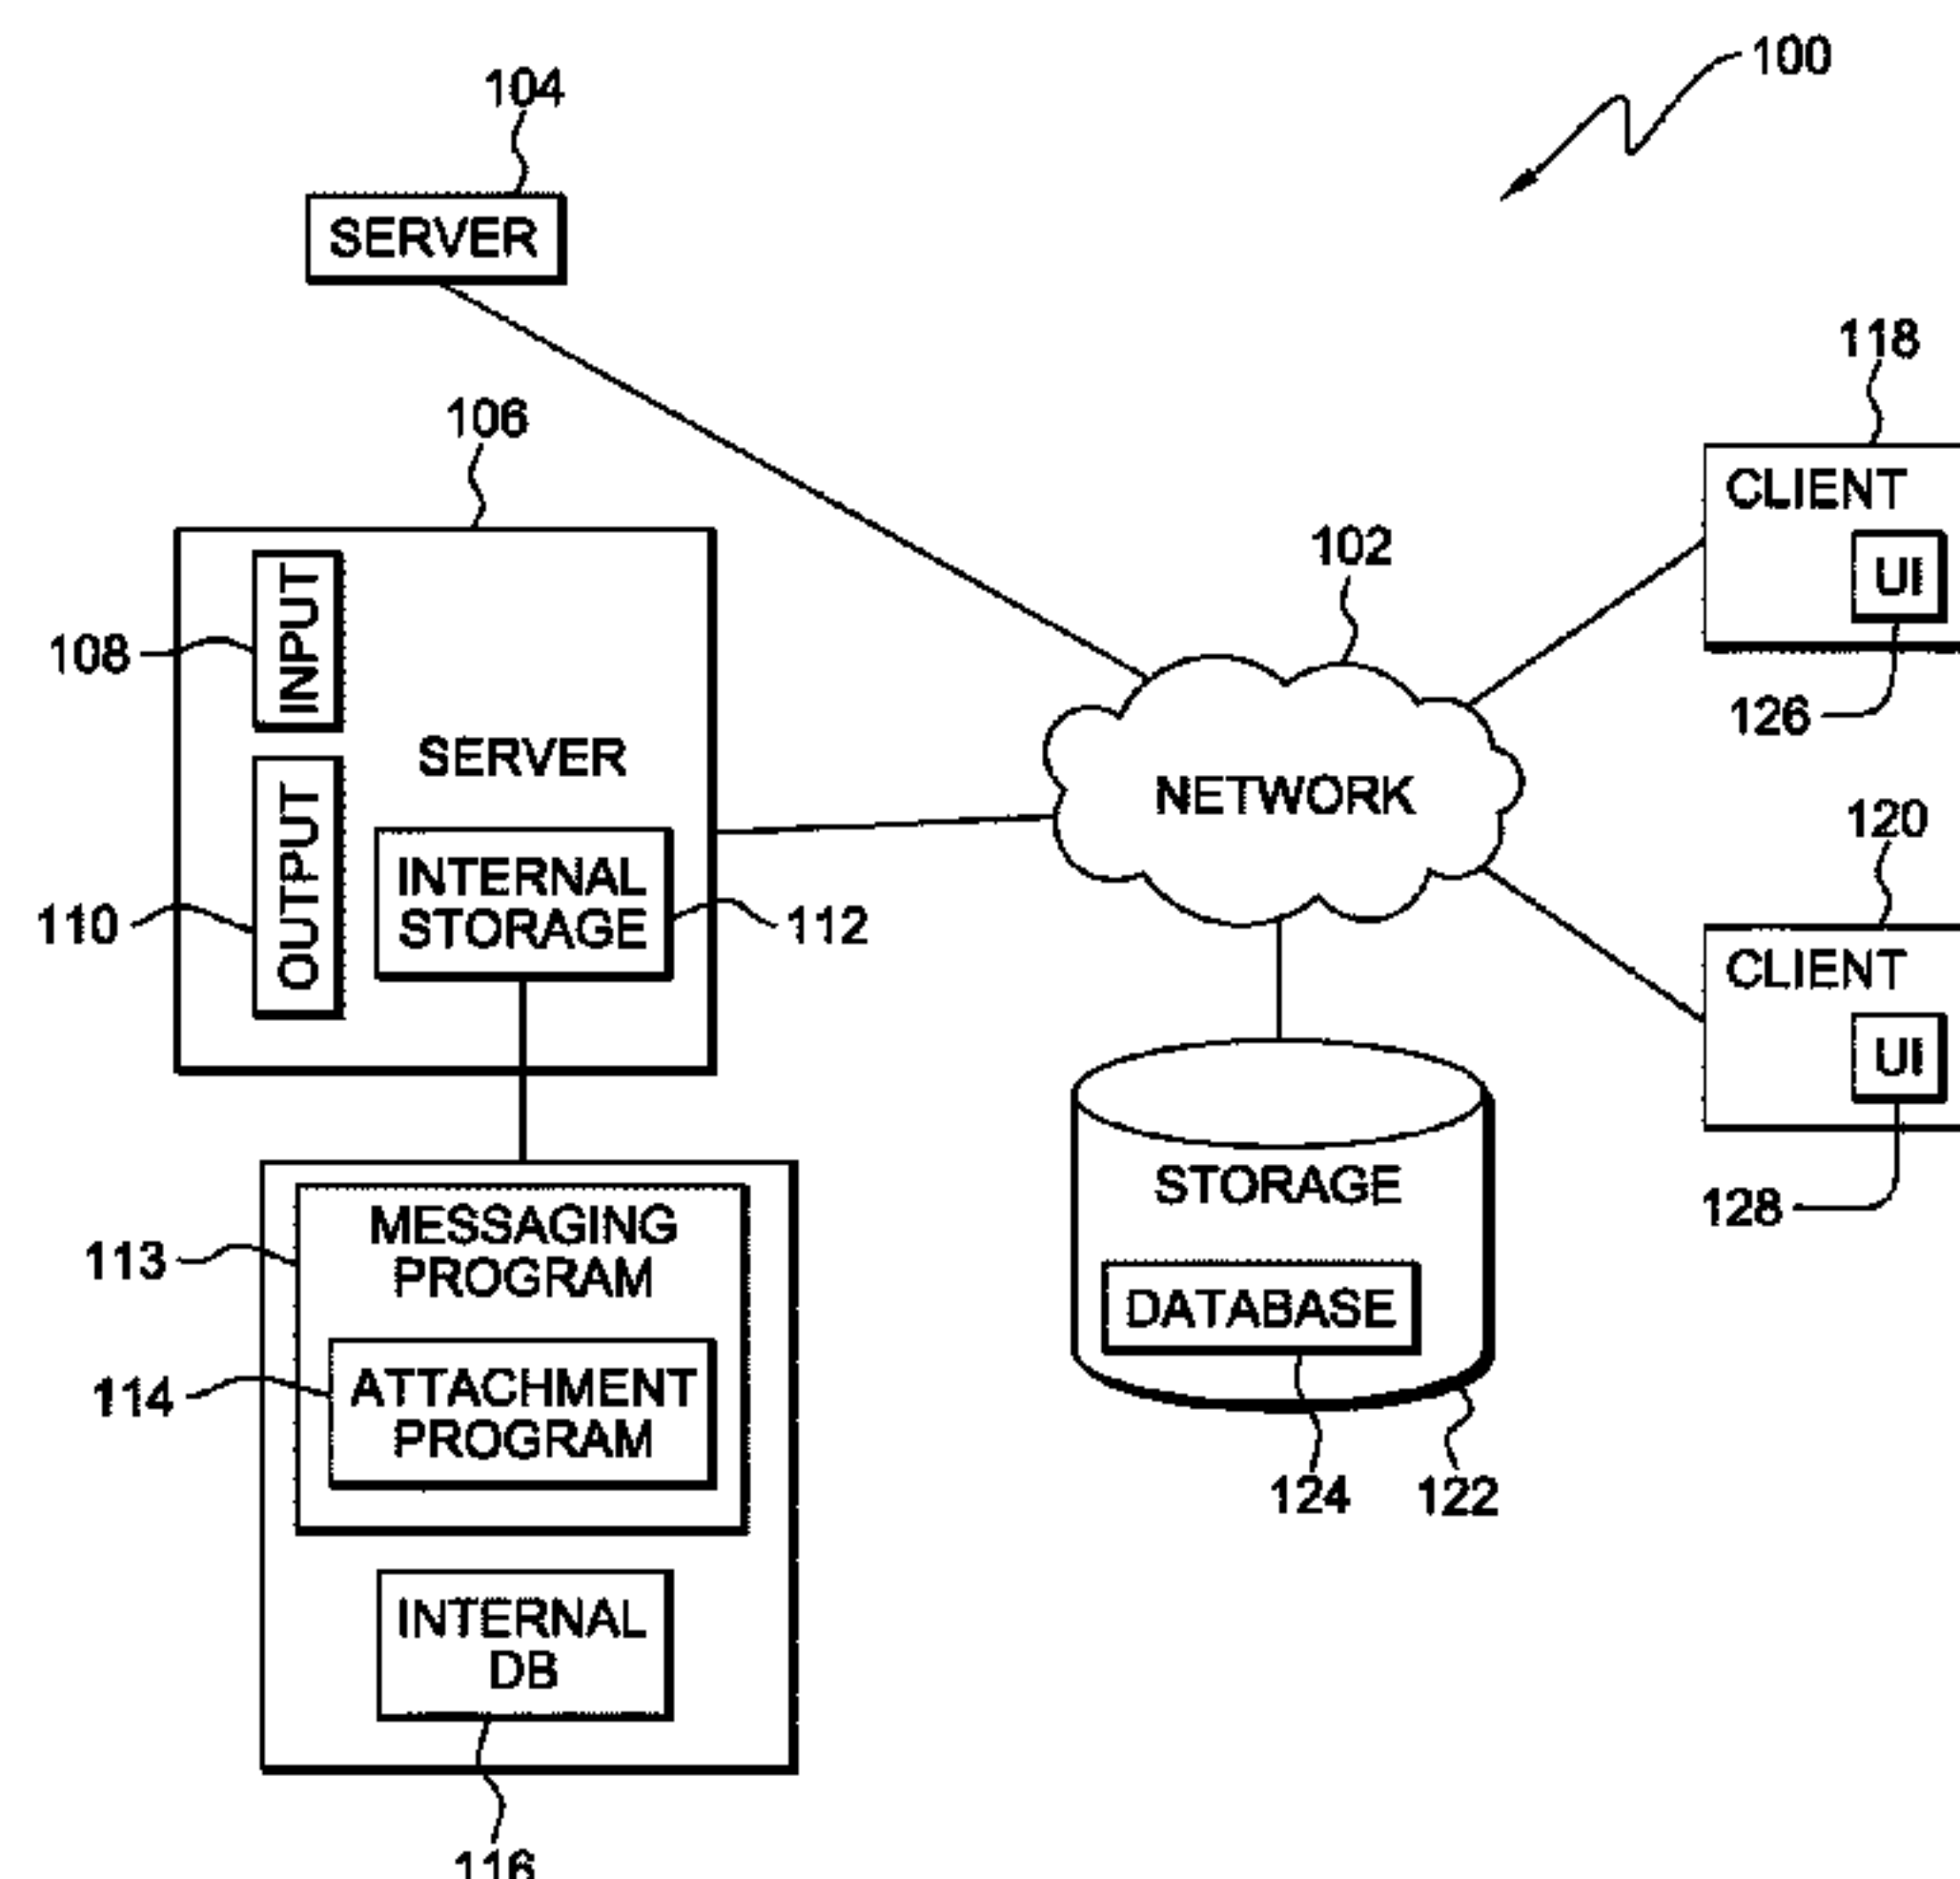 100
104
SERVER
118
CLIENT
UI
126
106
INPUT
108
SERVER
OUTPUT
110
INTERNAL
STORAGE
112
102
NETWORK
120
CLIENT
UI
128
MESSAGING
PROGRAM
113
ATTACHMENT
PROGRAM
114
INTERNAL
DB
116
STORAGE
DATABASE
124
122